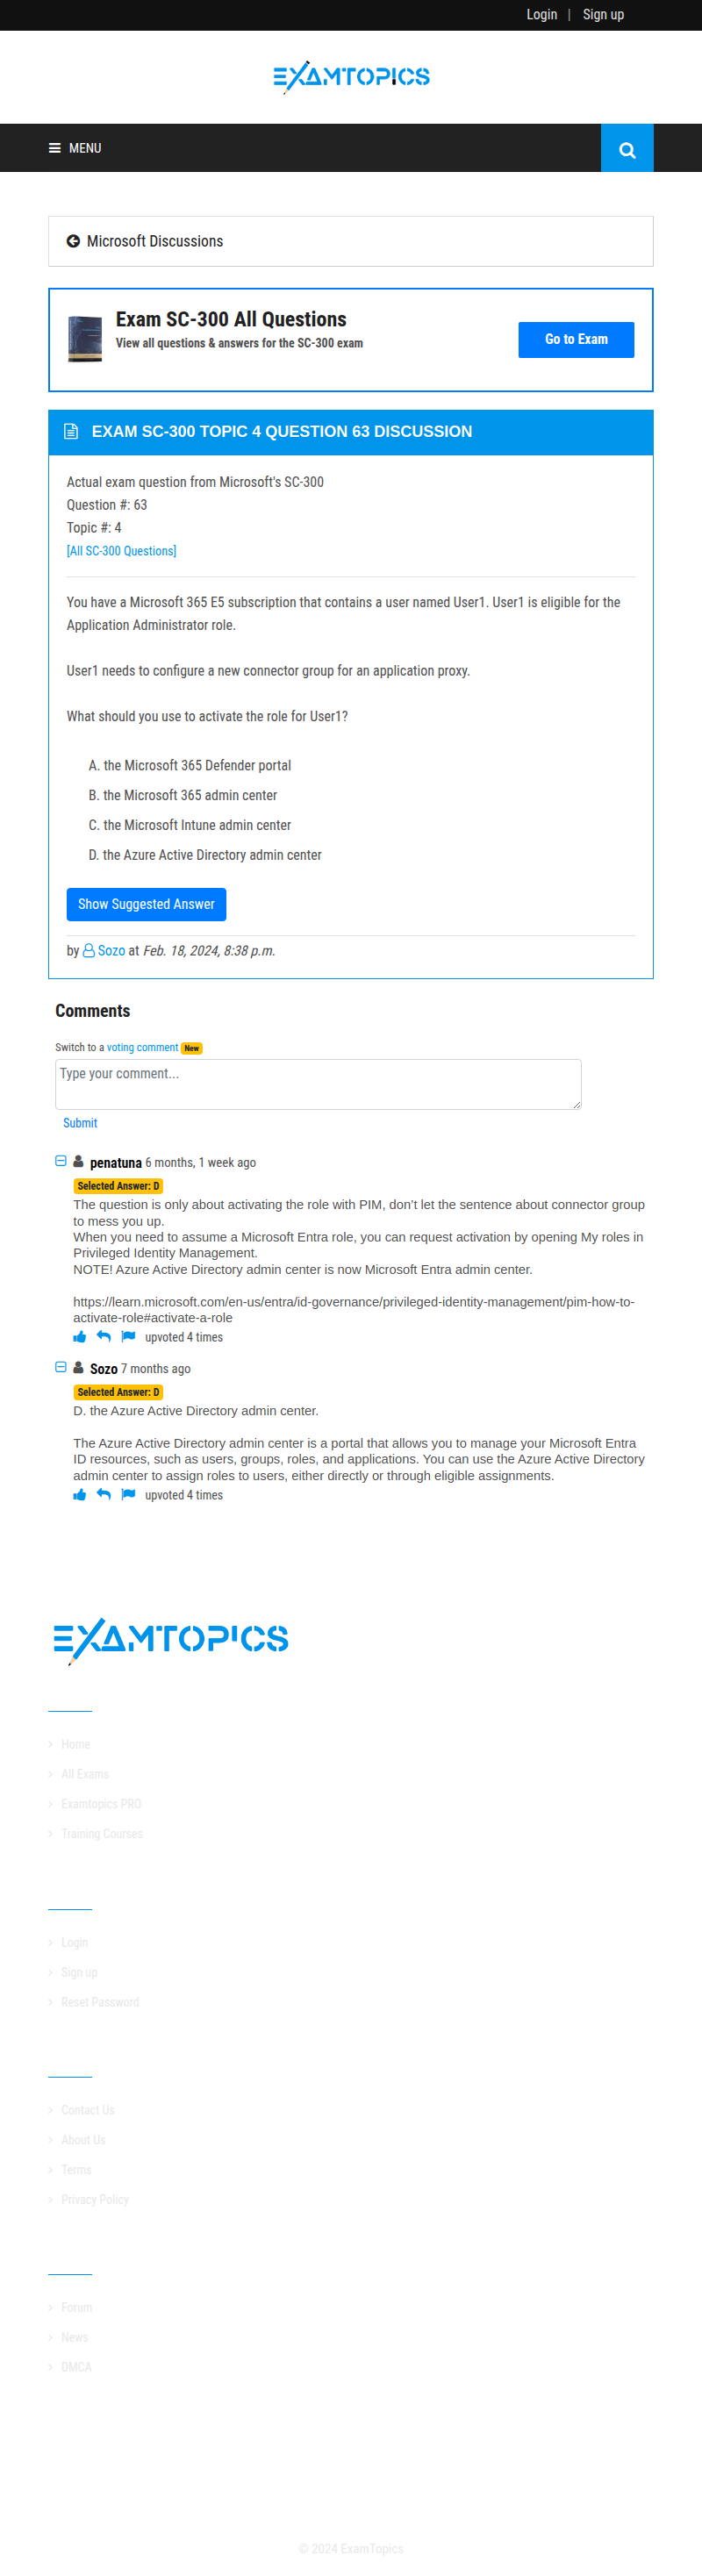 Login | Sign up
EXAMTOPICS
MENU
Microsoft Discussions
Exam SC-300 All Questions
View all questions & answers for the SC-300 exam
Go to Exam
EXAM SC-300 TOPIC 4 QUESTION 63 DISCUSSION
Actual exam question from Microsoft's SC-300
Question #: 63
Topic #: 4
[All SC-300 Questions]
You have a Microsoft 365 E5 subscription that contains a user named User1. User1 is eligible for the
Application Administrator role.
User1 needs to configure a new connector group for an application proxy.
What should you use to activate the role for User1?
A. the Microsoft 365 Defender portal
B. the Microsoft 365 admin center
C. the Microsoft Intune admin center
D. the Azure Active Directory admin center
Show Suggested Answer
by Sozo at Feb. 18, 2024, 8:38 p.m.
Comments
Switch to a voting comment New
Type your comment...
Submit
penatuna 6 months, 1 week ago
Selected Answer: D
The question is only about activating the role with PIM, don't let the sentence about connector group
to mess you up.
When you need to assume a Microsoft Entra role, you can request activation by opening My roles in
Privileged Identity Management.
NOTE! Azure Active Directory admin center is now Microsoft Entra admin center.
https://learn.microsoft.com/en-us/entra/id-governance/privileged-identity-management/pim-how-to-
activate-role#activate-a-role
upvoted 4 times
Sozo 7 months ago
Selected Answer: D
D. the Azure Active Directory admin center.
The Azure Active Directory admin center is a portal that allows you to manage your Microsoft Entra
ID resources, such as users, groups, roles, and applications. You can use the Azure Active Directory
admin center to assign roles to users, either directly or through eligible assignments.
upvoted 4 times
EXAMTOPICS
Home
All Exams
Examtopics PRO
Training Courses
Login
Sign up
Reset Password
Contact Us
About Us
Terms
Privacy Policy
Forum
News
DMCA
© 2024 ExamTopics